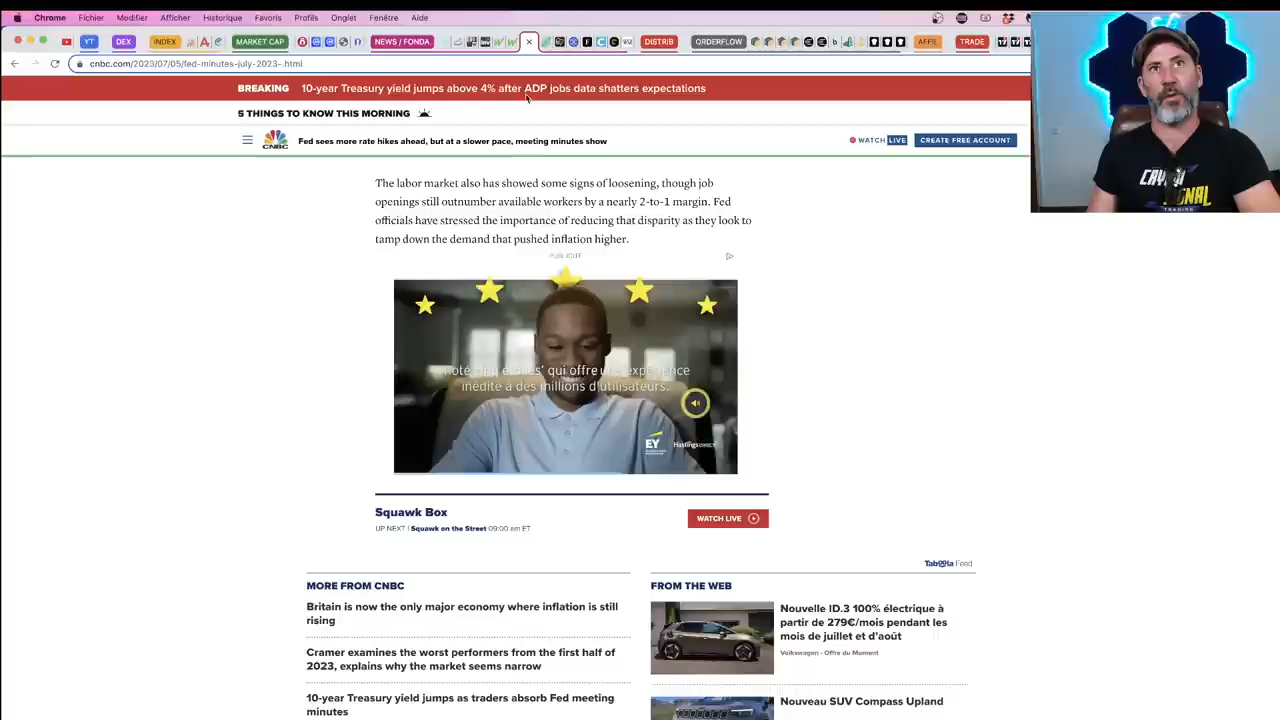 Chrome Fichier Modifier Afficher Historique Favoris Profils Onglet Fenêtre Aide
YT DEX INDEX MARKET CAP NEWS / FONDA DISTRIB ORDERFLOW AFFIL TRADE
cnbc.com/2023/07/05/fed-minutes-july-2023-.html
BREAKING 10-year Treasury yield jumps above 4% after ADP jobs data shatters expectations
5 THINGS TO KNOW THIS MORNING
CNBC Fed sees more rate hikes ahead, but at a slower pace, meeting minutes show WATCH LIVE CREATE FREE ACCOUNT
The labor market also has showed some signs of loosening, though job
openings still outnumber available workers by a nearly 2-to-1 margin. Fed
officials have stressed the importance of reducing that disparity as they look to
tamp down the demand that pushed inflation higher.
PUBLICITÉ
qui offre une expérience
inédite à des millions d'utilisateurs.
EY HastingsDIRECT
Squawk Box
UP NEXT | Squawk on the Street 09:00 am ET
WATCH LIVE
Taboola Feed
MORE FROM CNBC
Britain is now the only major economy where inflation is still
rising
Cramer examines the worst performers from the first half of
2023, explains why the market seems narrow
10-year Treasury yield jumps as traders absorb Fed meeting
minutes
FROM THE WEB
Nouvelle ID.3 100% électrique à
partir de 279€/mois pendant les
mois de juillet et d'août
Volkswagen - Offre du Moment
Nouveau SUV Compass Upland
TRADING